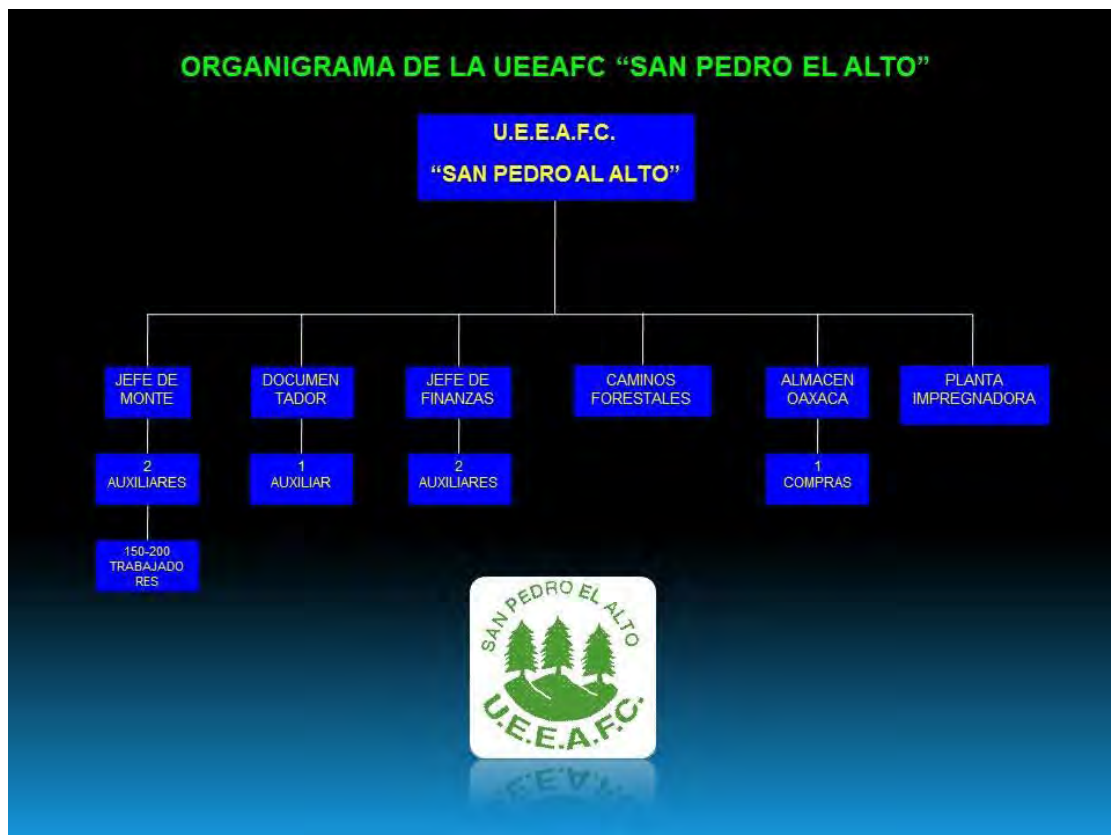 ORGANIGRAMA DE LA UEEAFC “SAN PEDRO EL ALTO”
U.E.E.A.F.C.
“SAN PEDRO AL ALTO”
JEFE DE
MONTE
DOCUMEN
TADOR
JEFE DE
FINANZAS
CAMINOS
FORESTALES
ALMACEN
OAXACA
PLANTA
IMPREGNADORA
2
AUXILIARES
1
AUXILIAR
2
AUXILIARES
1
COMPRAS
150-200
TRABAJADO
RES
SAN PEDRO EL ALTO
U.E.E.A.F.C.